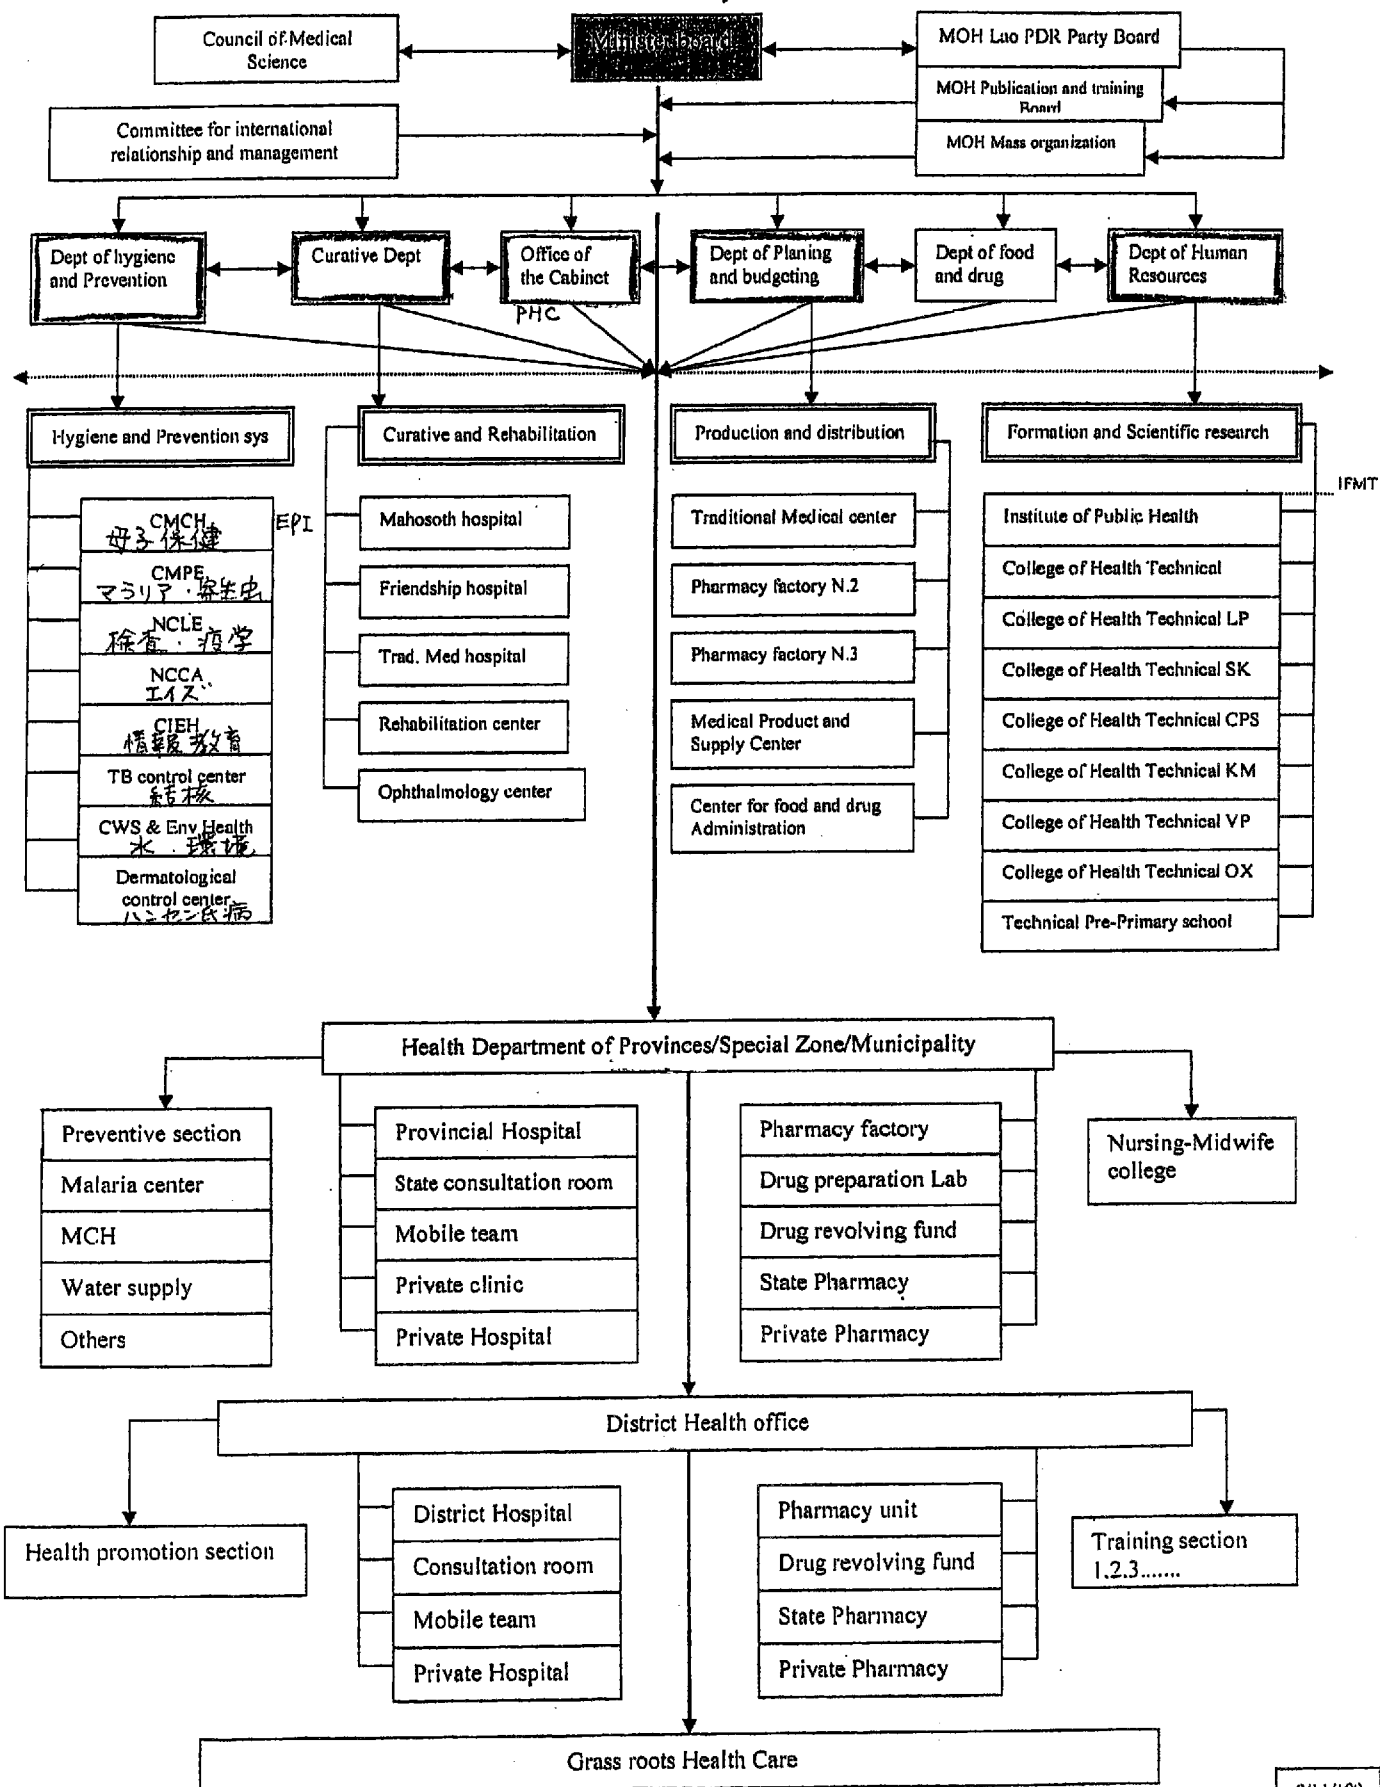 Council of Medical
Science
Minister board
MOH Lao PDR Party Board
MOH Publication and training
Board
MOH Mass organization
Committee for international
relationship and management
Dept of hygiene
and Prevention
Curative Dept
Office of
the Cabinet
PHC
Dept of Planing
and budgeting
Dept of food
and drug
Dept of Human
Resources
Hygiene and Prevention sys
CMCH
母子保健
EPI
CMPE
マラリア・寄生虫
NCLE
検査・疫学
NCCA
エイズ
CIEH
情報教育
TB control center
結核
CWS & Env Health
水・環境
Dermatological
control center
ハンセン氏病
Curative and Rehabilitation
Mahosoth hospital
Friendship hospital
Trad. Med hospital
Rehabilitation center
Ophthalmology center
Production and distribution
Traditional Medical center
Pharmacy factory N.2
Pharmacy factory N.3
Medical Product and
Supply Center
Center for food and drug
Administration
Formation and Scientific research
IFMT
Institute of Public Health
College of Health Technical
College of Health Technical LP
College of Health Technical SK
College of Health Technical CPS
College of Health Technical KM
College of Health Technical VP
College of Health Technical OX
Technical Pre-Primary school
Health Department of Provinces/Special Zone/Municipality
Preventive section
Malaria center
MCH
Water supply
Others
Provincial Hospital
State consultation room
Mobile team
Private clinic
Private Hospital
Pharmacy factory
Drug preparation Lab
Drug revolving fund
State Pharmacy
Private Pharmacy
Nursing-Midwife
college
District Health office
Health promotion section
District Hospital
Consultation room
Mobile team
Private Hospital
Pharmacy unit
Drug revolving fund
State Pharmacy
Private Pharmacy
Training section
1.2.3.......
Grass roots Health Care